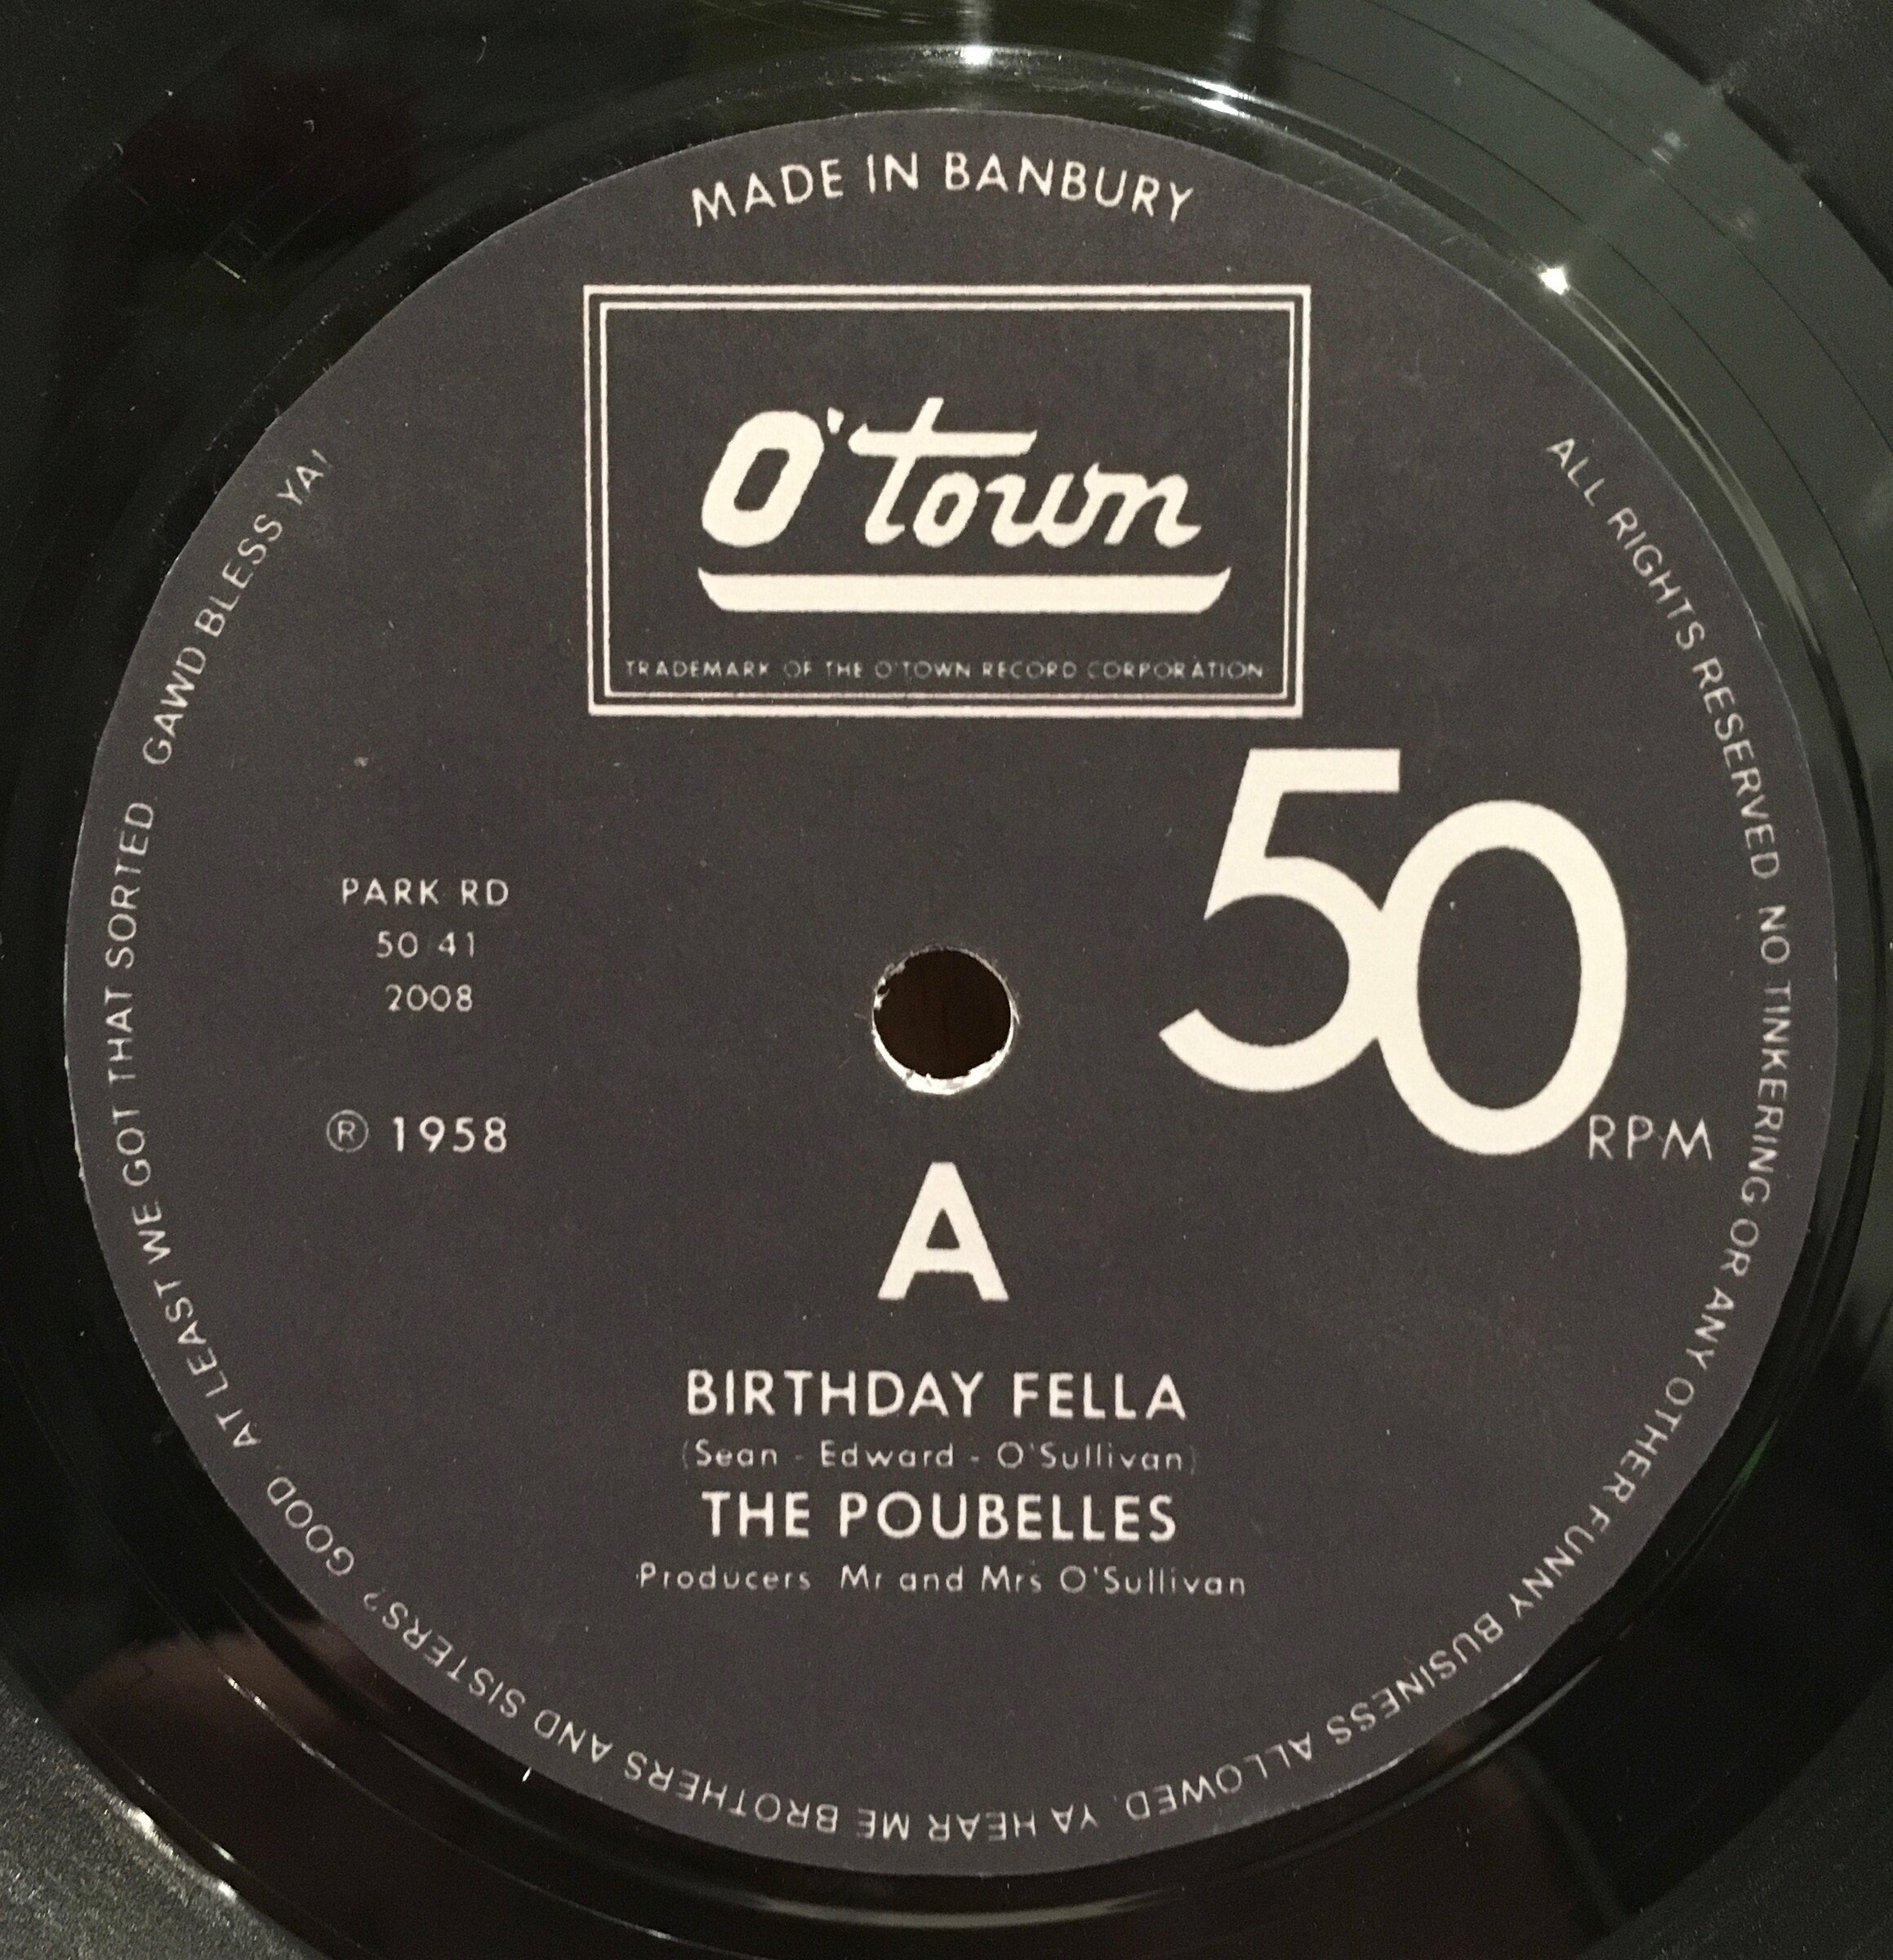 MADE IN BANBURY
O'Town
TRADEMARK OF THE O'TOWN RECORD CORPORATION
50
RPM
PARK RD
50 41
2008
® 1958
A
BIRTHDAY FELLA
(Sean - Edward - O'Sullivan)
THE POUBELLES
Producers Mr and Mrs O'Sullivan
ALL RIGHTS RESERVED. NO TINKERING OR ANY OTHER FUNNY BUSINESS ALLOWED. YA HEAR ME BROTHERS AND SISTERS? GOOD. AT LEAST WE GOT THAT SORTED. GAWD BLESS YA!